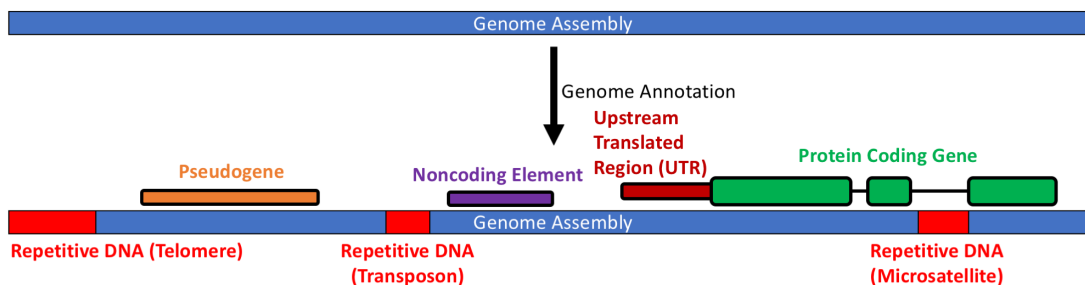 Genome Assembly
Genome Annotation
Upstream
Translated
Region (UTR)
Protein Coding Gene
Pseudogene
Noncoding Element
Genome Assembly
Repetitive DNA (Telomere)
Repetitive DNA
(Transposon)
Repetitive DNA
(Microsatellite)